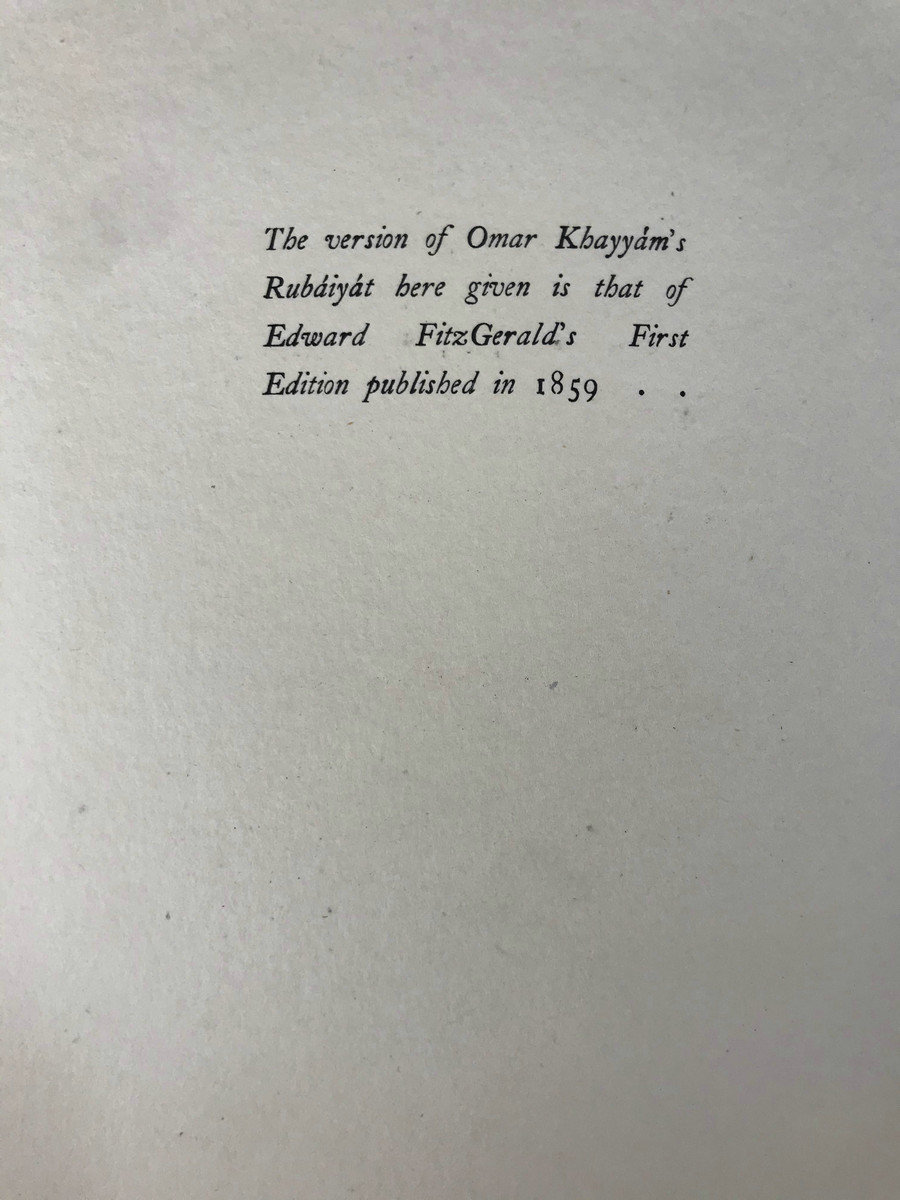 The version of Omar Khayyám's
Rubáiyát here given is that of
Edward FitzGerald's First
Edition published in 1859 . .